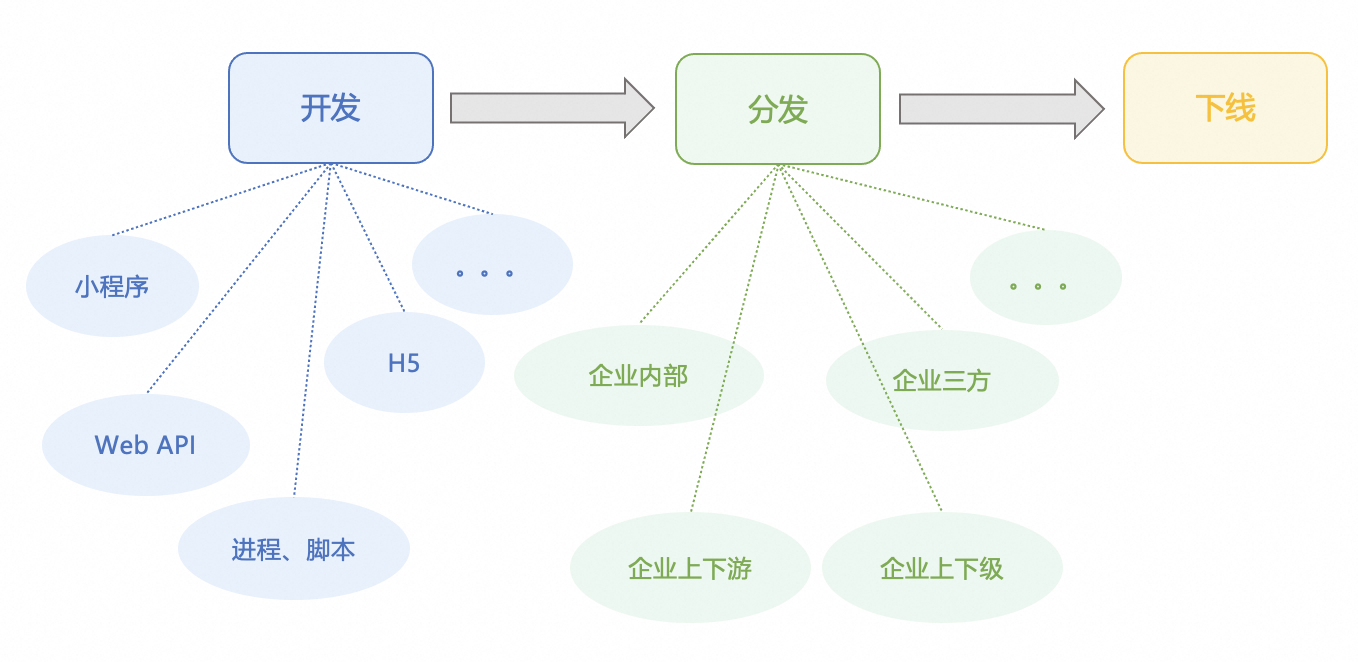 开发
分发
下线
小程序
。。。
。。。
H5
企业内部
企业三方
Web API
进程、脚本
企业上下游
企业上下级